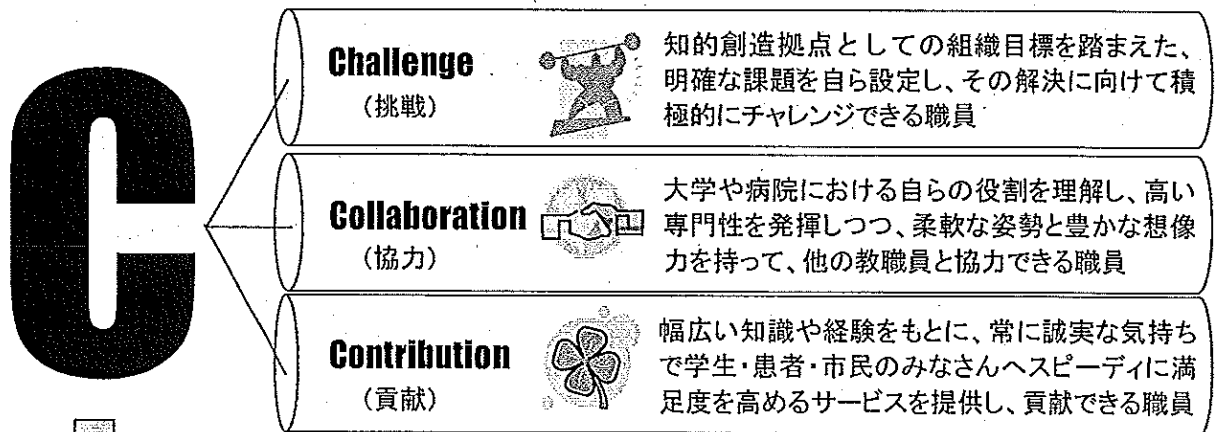 C
Challenge
(挑戦)
知的創造拠点としての組織目標を踏まえた、
明確な課題を自ら設定し、その解決に向けて積
極的にチャレンジできる職員
Collaboration
(協力)
大学や病院における自らの役割を理解し、高い
専門性を発揮しつつ、柔軟な姿勢と豊かな想像
力を持って、他の教職員と協力できる職員
Contribution
(貢献)
幅広い知識や経験をもとに、常に誠実な気持ち
で学生・患者・市民のみなさんへスピーディに満
足度を高めるサービスを提供し、貢献できる職員